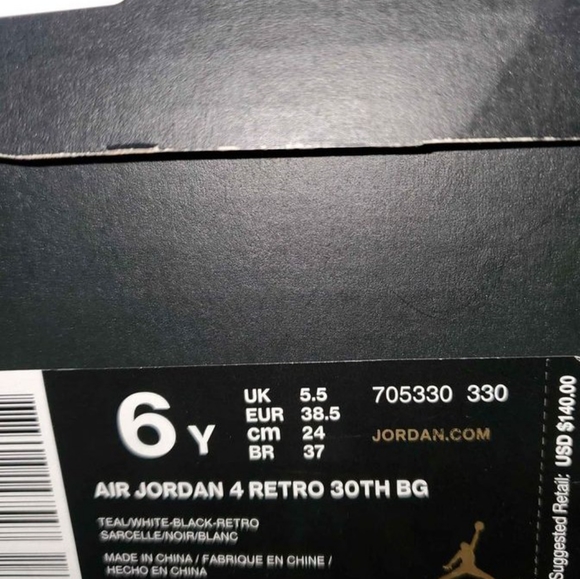 6 Y
UK 5.5
EUR 38.5
cm 24
BR 37
705330 330
JORDAN.COM
AIR JORDAN 4 RETRO 30TH BG
TEAL/WHITE-BLACK-RETRO
SARCELLE/NOIR/BLANC
MADE IN CHINA / FABRIQUE EN CHINE /
HECHO EN CHINA
Suggested Retail: USD $140.00